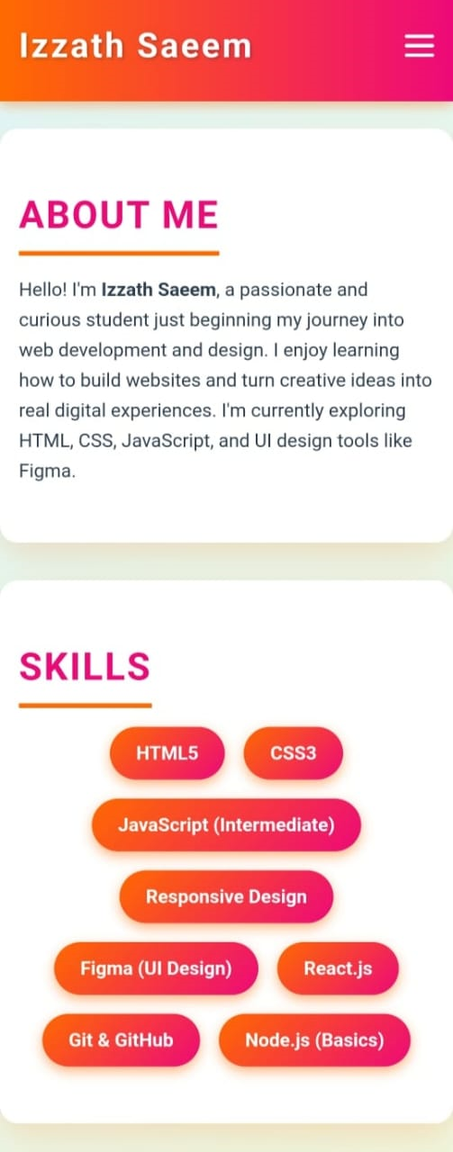 Izzath Saeem
ABOUT ME
Hello! I'm Izzath Saeem, a passionate and
curious student just beginning my journey into
web development and design. I enjoy learning
how to build websites and turn creative ideas into
real digital experiences. I'm currently exploring
HTML, CSS, JavaScript, and UI design tools like
Figma.
SKILLS
HTML5 CSS3
JavaScript (Intermediate)
Responsive Design
Figma (UI Design) React.js
Git & GitHub Node.js (Basics)